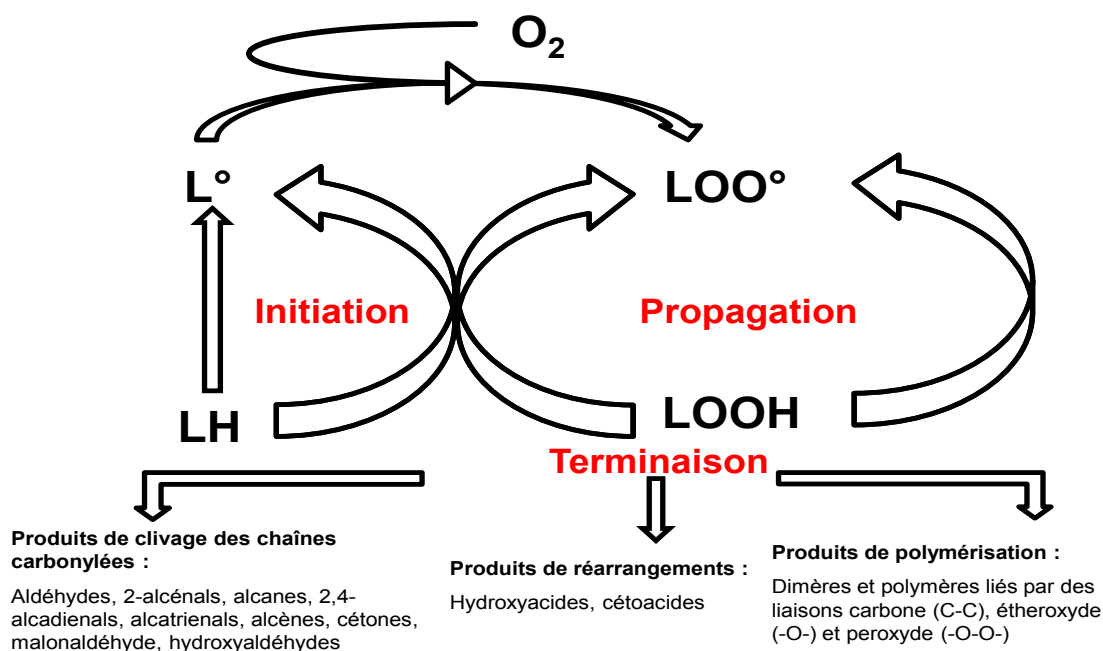 O2
L°
LOO°
Initiation
Propagation
LH
LOOH
Terminaison
Produits de clivage des chaînes
carbonylées :
Aldéhydes, 2-alcénals, alcanes, 2,4-
alcadienals, alcatrienals, alcènes, cétones,
malonaldéhyde, hydroxyaldéhydes
Produits de réarrangements :
Hydroxyacides, cétoacides
Produits de polymérisation :
Dimères et polymères liés par des
liaisons carbone (C-C), étheroxyde
(-O-) et peroxyde (-O-O-)